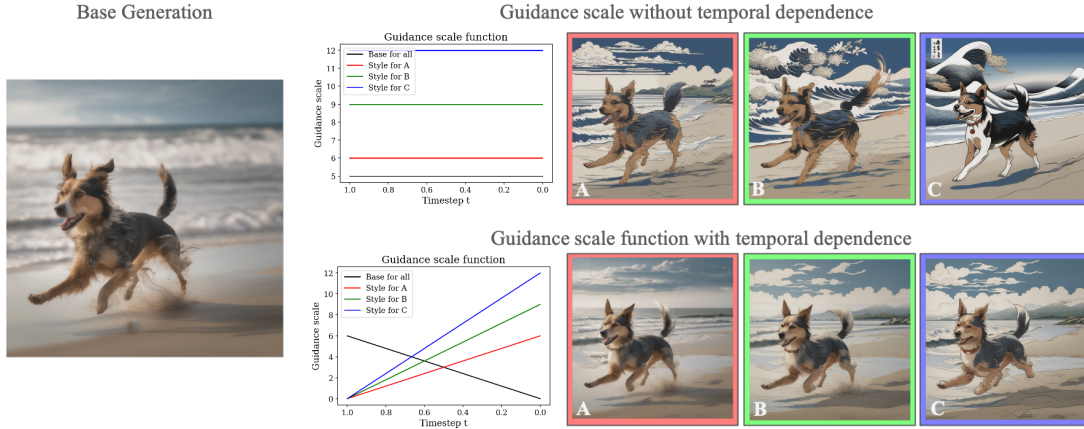 Base Generation
Guidance scale without temporal dependence
Guidance scale function
Guidance scale
12
11
10
9
8
7
6
5
Base for all
Style for A
Style for B
Style for C
1.0 0.8 0.6 0.4 0.2 0.0
Timestep t
A
B
C
Guidance scale function with temporal dependence
Guidance scale function
Guidance scale
12
10
8
6
4
2
0
Base for all
Style for A
Style for B
Style for C
1.0 0.8 0.6 0.4 0.2 0.0
Timestep t
A
B
C